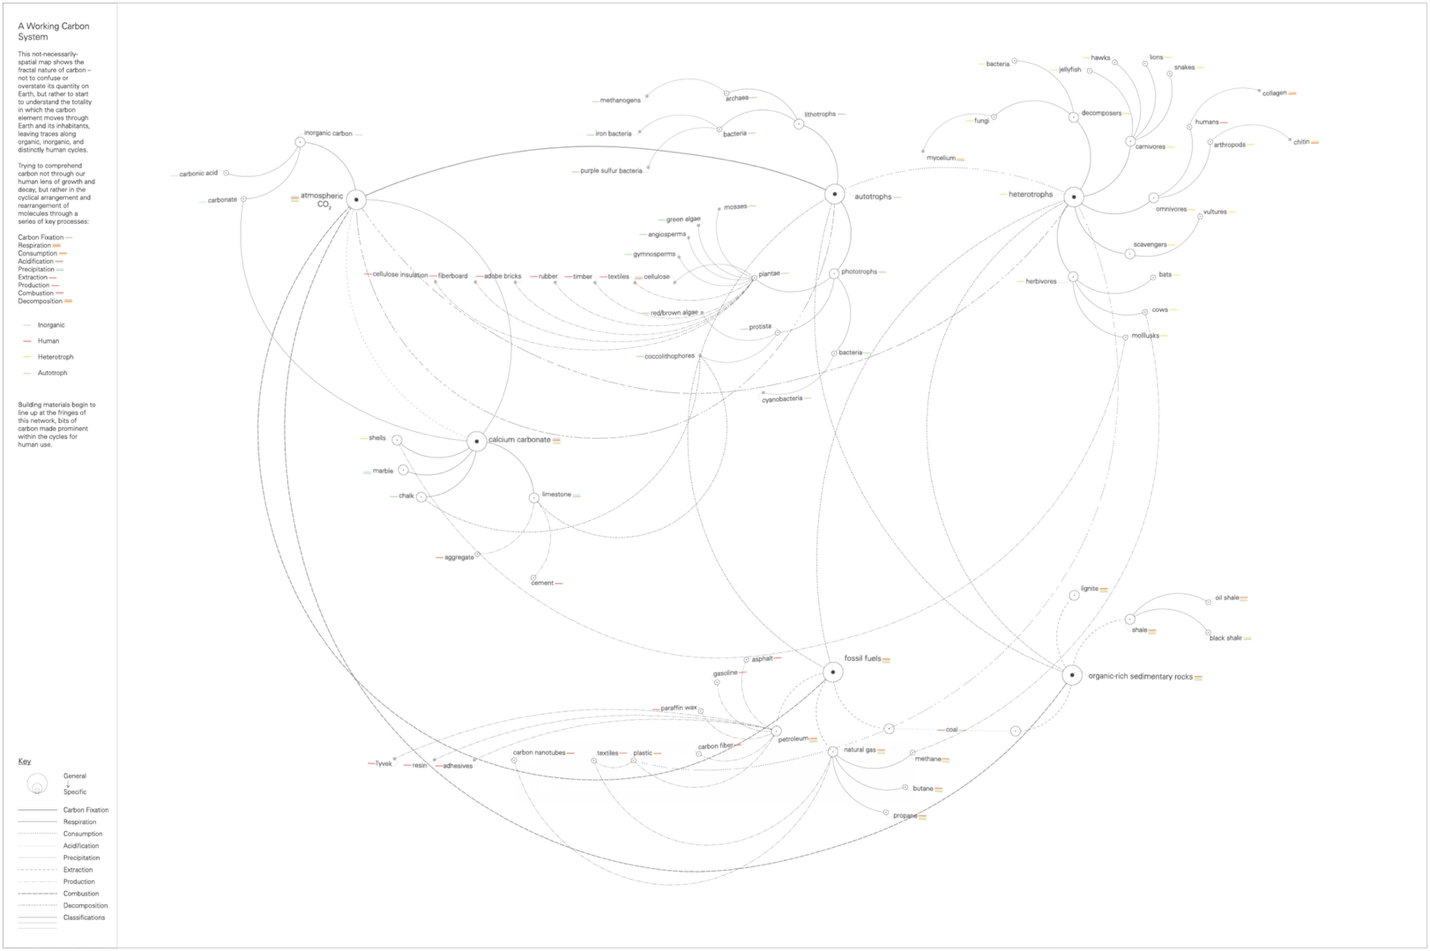 A Working Carbon
System
This not-necessarily-
spatial map shows the
fractal nature of carbon –
not to confuse or
overstate its quantity on
Earth, but rather to start
to understand the totality
in which the carbon
element moves through
Earth and its inhabitants,
leaving traces along
organic, inorganic, and
distinctly human cycles.
Trying to comprehend
carbon not through our
human lens of growth and
decay, but rather in the
cyclical arrangement and
rearrangement of
molecules through a
series of key processes:
Carbon Fixation
Respiration
Consumption
Acidification
Precipitation
Extraction
Production
Combustion
Decomposition
Inorganic
Human
Heterotroph
Autotroph
Building materials begin to
line up at the fringes of
this network, bits of
carbon made prominent
within the cycles for
human use.
Key
General
↓
Specific
Carbon Fixation
Respiration
Consumption
Acidification
Precipitation
Extraction
Production
Combustion
Decomposition
Classifications
inorganic carbon
carbonic acid
carbonate
atmospheric
CO2
methanogens
archaea
iron bacteria
bacteria
purple sulfur bacteria
lithotrophs
autotrophs
mosses
green algae
angiosperms
gymnosperms
cellulose insulation
fiberboard
adobe bricks
rubber
timber
textiles
cellulose
plantae
phototrophs
red/brown algae
protista
coccolithophores
bacteria
cyanobacteria
bacteria
jellyfish
hawks
lions
snakes
fungi
decomposers
mycelium
carnivores
humans
collagen
arthropods
chitin
heterotrophs
omnivores
vultures
scavengers
herbivores
bats
cows
molllusks
shells
calcium carbonate
marble
chalk
limestone
aggregate
cement
lignite
oil shale
shale
black shale
organic-rich sedimentary rocks
fossil fuels
asphalt
gasoline
paraffin wax
petroleum
carbon fiber
natural gas
coal
methane
butane
propane
Tyvek
resin
adhesives
carbon nanotubes
textiles
plastic